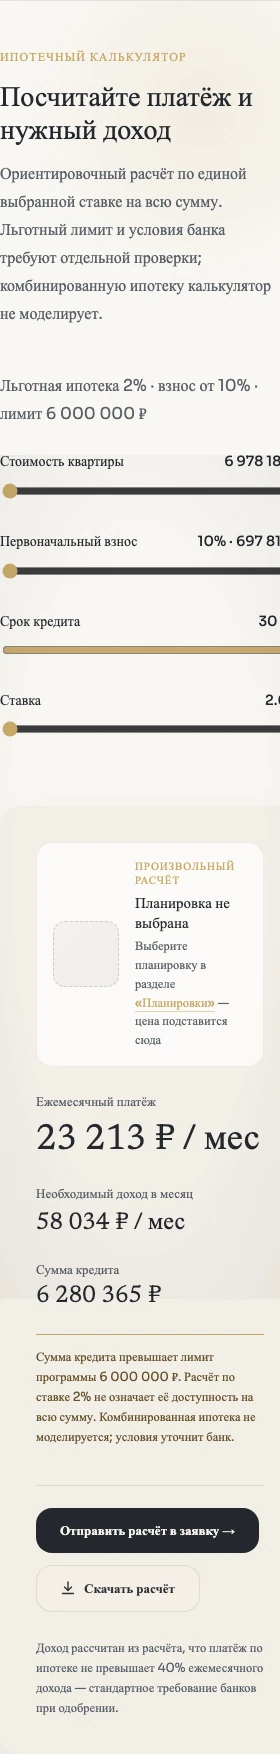 ИПОТЕЧНЫЙ КАЛЬКУЛЯТОР
Посчитайте платёж и
нужный доход
Ориентировочный расчёт по единой
выбранной ставке на всю сумму.
Льготный лимит и условия банка
требуют отдельной проверки;
комбинированную ипотеку калькулятор
не моделирует.
Льготная ипотека 2% · взнос от 10% ·
лимит 6 000 000 ₽
Стоимость квартиры 6 978 18
Первоначальный взнос 10% · 697 81
Срок кредита 30
Ставка 2.
ПРОИЗВОЛЬНЫЙ
РАСЧЁТ
Планировка не
выбрана
Выберите
планировку в
разделе
«Планировки» —
цена подставится
сюда
Ежемесячный платёж
23 213 ₽ / мес
Необходимый доход в месяц
58 034 ₽ / мес
Сумма кредита
6 280 365 ₽
Сумма кредита превышает лимит
программы 6 000 000 ₽. Расчёт по
ставке 2% не означает её доступность на
всю сумму. Комбинированная ипотека не
моделируется; условия уточнит банк.
Отправить расчёт в заявку →
Скачать расчёт
Доход рассчитан из расчёта, что платёж по
ипотеке не превышает 40% ежемесячного
дохода — стандартное требование банков
при одобрении.